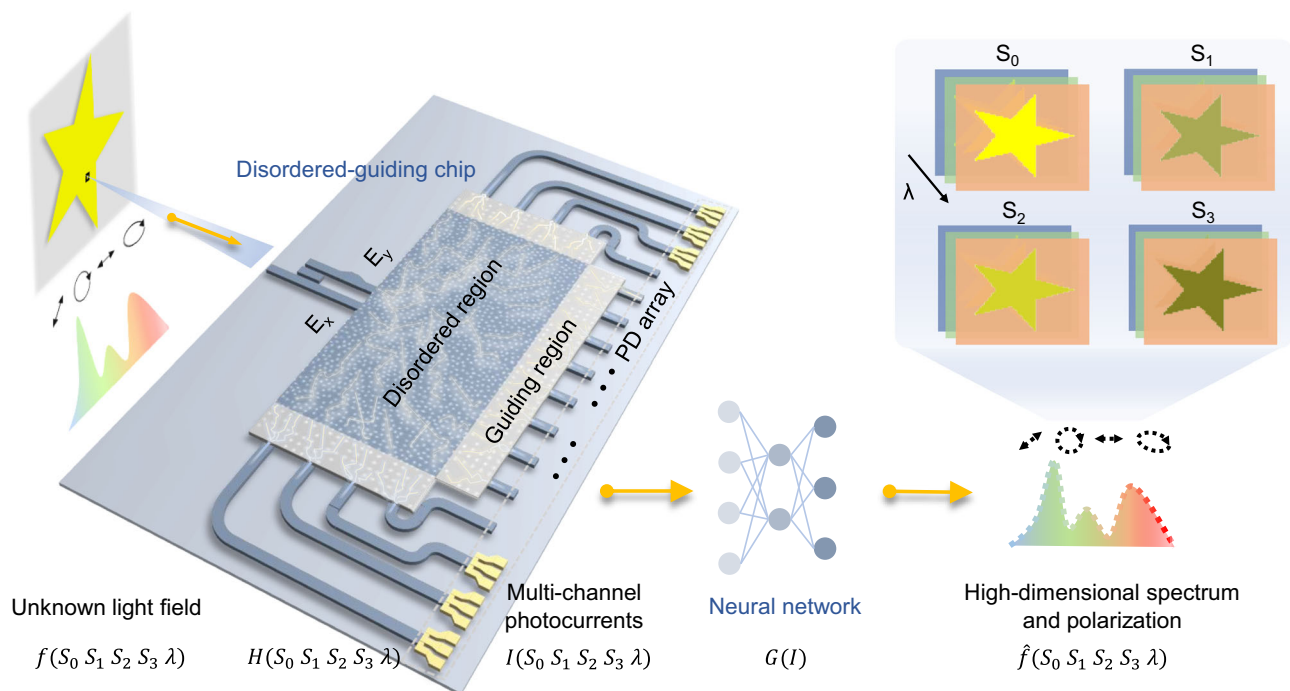 S₀
S₁
λ
S₂
S₃
Disordered-guiding chip
E_y
E_x
Disordered region
Guiding region
PD array
Unknown light field
Multi-channel
photocurrents
Neural network
High-dimensional spectrum
and polarization
f(S₀ S₁ S₂ S₃ λ)
H(S₀ S₁ S₂ S₃ λ)
I(S₀ S₁ S₂ S₃ λ)
G(I)
f̂(S₀ S₁ S₂ S₃ λ)